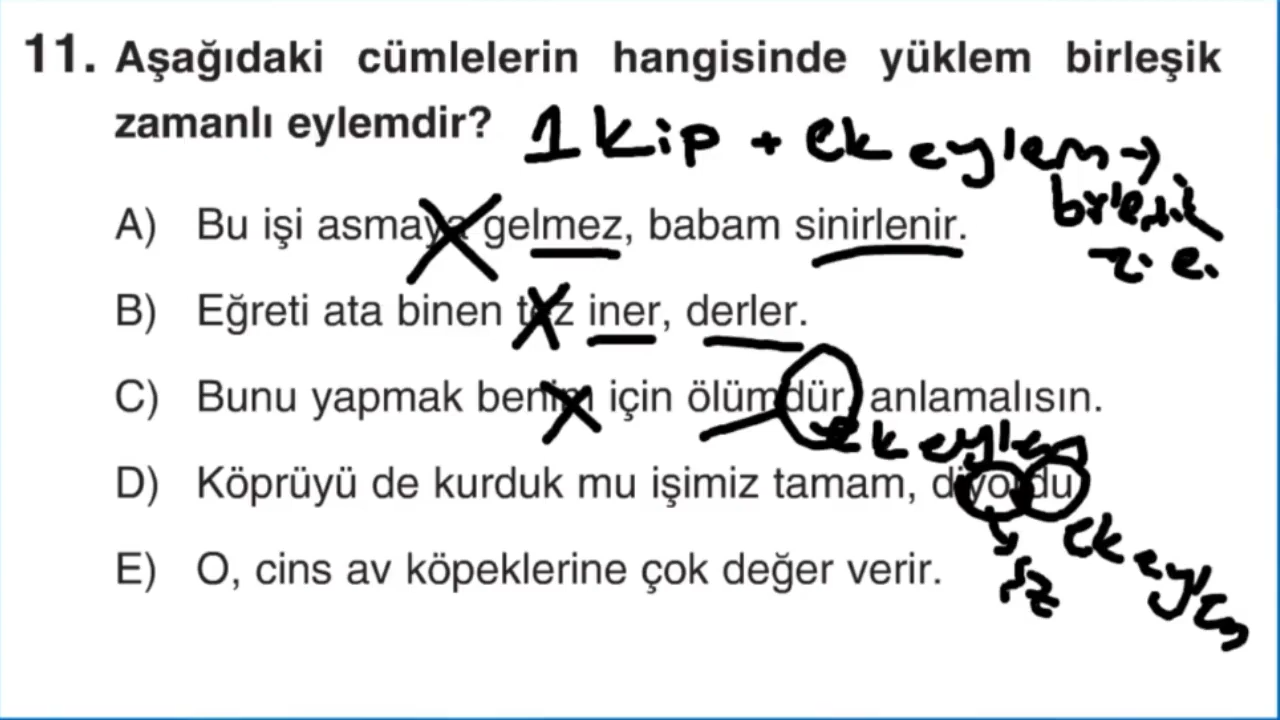 11. Aşağıdaki cümlelerin hangisinde yüklem birleşik
zamanlı eylemdir?
1 kip + ek eylem →
birleşik
z. e.
A) Bu işi asmaya gelmez, babam sinirlenir.
B) Eğreti ata binen tez iner, derler.
C) Bunu yapmak benim için ölümdür, anlamalısın.
ek eylem
D) Köprüyü de kurduk mu işimiz tamam, diyordu
ek eylem
şz
E) O, cins av köpeklerine çok değer verir.